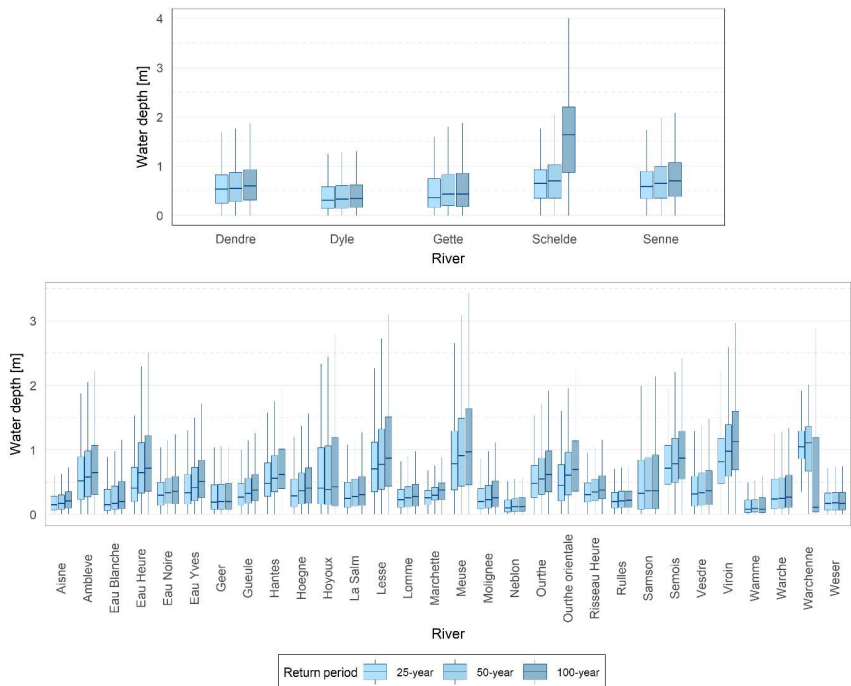 Water depth [m]
4
3
2
1
0
Dendre Dyle Gette Schelde Senne
River
Water depth [m]
3
2
1
0
Aisne Ambleve Eau Blanche Eau Heure Eau Noire Eau Yves Geer Gueule Hantes Hoegne Hoyoux La Salm Lesse Lomme Marchette Meuse Molignee Neblon Ourthe Ourthe orientale Risseau Heure Rulles Samson Semois Vesdre Viroin Wamme Warche Warchenne Weser
River
Return period 25-year 50-year 100-year